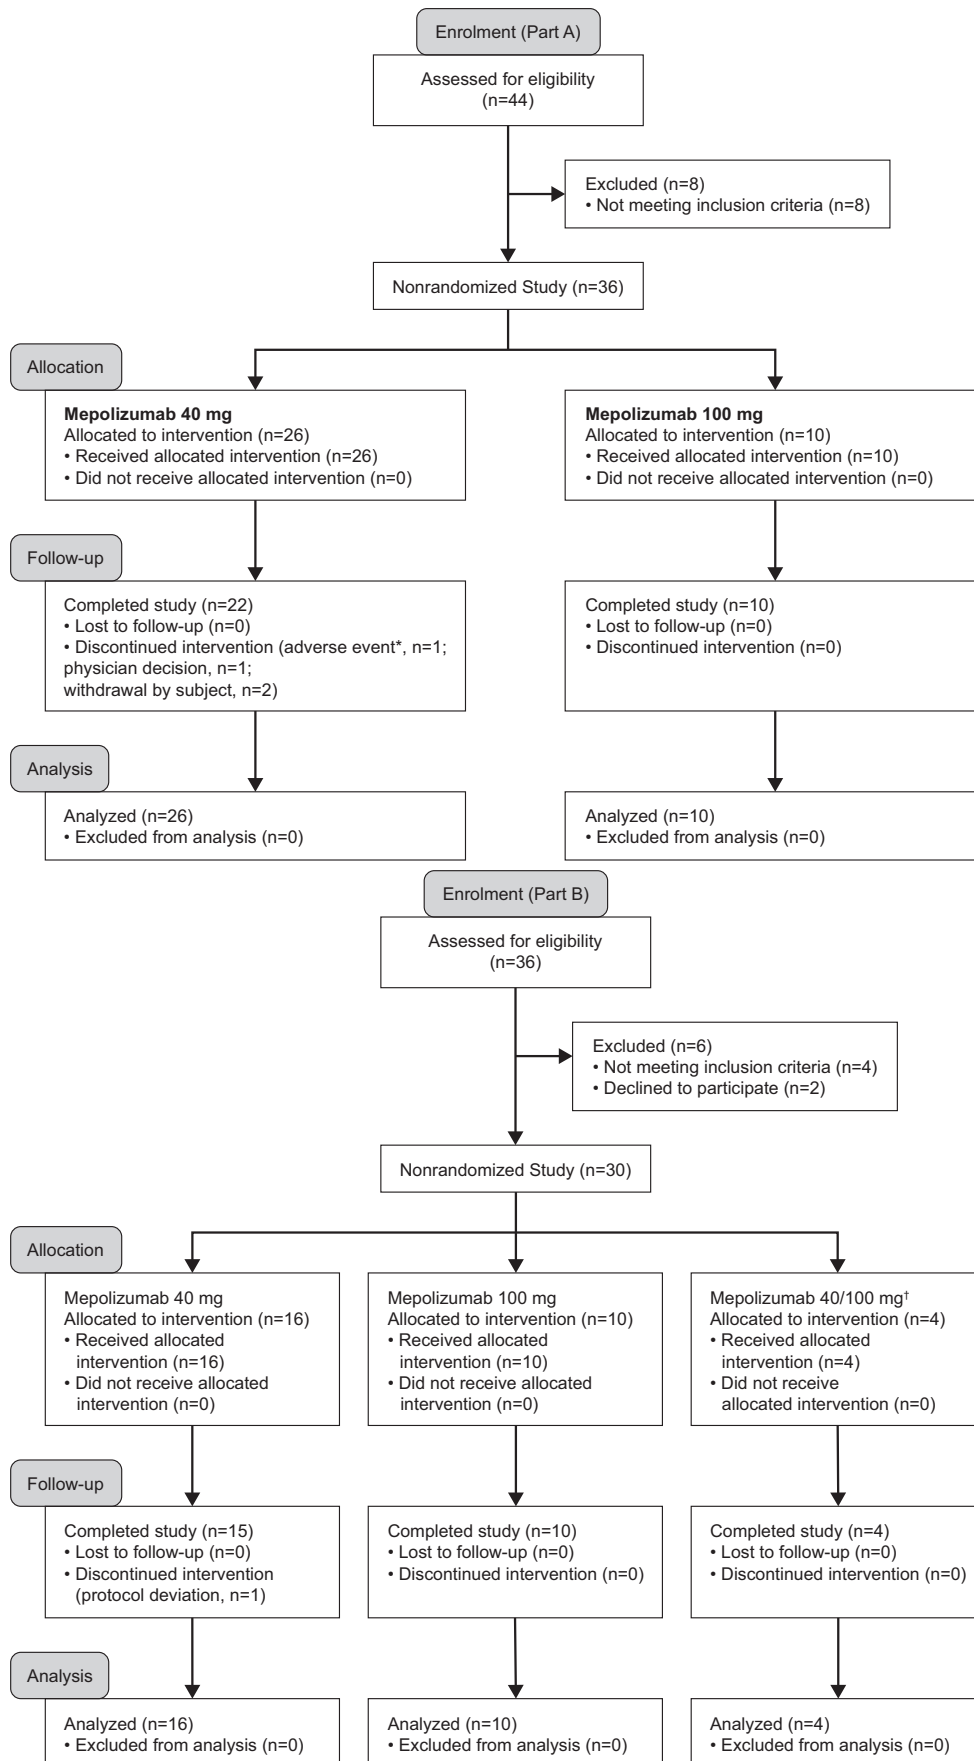 Enrolment (Part A)
Assessed for eligibility
(n=44)
Excluded (n=8)
• Not meeting inclusion criteria (n=8)
Nonrandomized Study (n=36)
Allocation
Mepolizumab 40 mg
Allocated to intervention (n=26)
• Received allocated intervention (n=26)
• Did not receive allocated intervention (n=0)
Mepolizumab 100 mg
Allocated to intervention (n=10)
• Received allocated intervention (n=10)
• Did not receive allocated intervention (n=0)
Follow-up
Completed study (n=22)
• Lost to follow-up (n=0)
• Discontinued intervention (adverse event*, n=1;
physician decision, n=1;
withdrawal by subject, n=2)
Completed study (n=10)
• Lost to follow-up (n=0)
• Discontinued intervention (n=0)
Analysis
Analyzed (n=26)
• Excluded from analysis (n=0)
Analyzed (n=10)
• Excluded from analysis (n=0)
Enrolment (Part B)
Assessed for eligibility
(n=36)
Excluded (n=6)
• Not meeting inclusion criteria (n=4)
• Declined to participate (n=2)
Nonrandomized Study (n=30)
Allocation
Mepolizumab 40 mg
Allocated to intervention (n=16)
• Received allocated
intervention (n=16)
• Did not receive allocated
intervention (n=0)
Mepolizumab 100 mg
Allocated to intervention (n=10)
• Received allocated
intervention (n=10)
• Did not receive allocated
intervention (n=0)
Mepolizumab 40/100 mg†
Allocated to intervention (n=4)
• Received allocated
intervention (n=4)
• Did not receive
allocated intervention (n=0)
Follow-up
Completed study (n=15)
• Lost to follow-up (n=0)
• Discontinued intervention
(protocol deviation, n=1)
Completed study (n=10)
• Lost to follow-up (n=0)
• Discontinued intervention (n=0)
Completed study (n=4)
• Lost to follow-up (n=0)
• Discontinued intervention (n=0)
Analysis
Analyzed (n=16)
• Excluded from analysis (n=0)
Analyzed (n=10)
• Excluded from analysis (n=0)
Analyzed (n=4)
• Excluded from analysis (n=0)